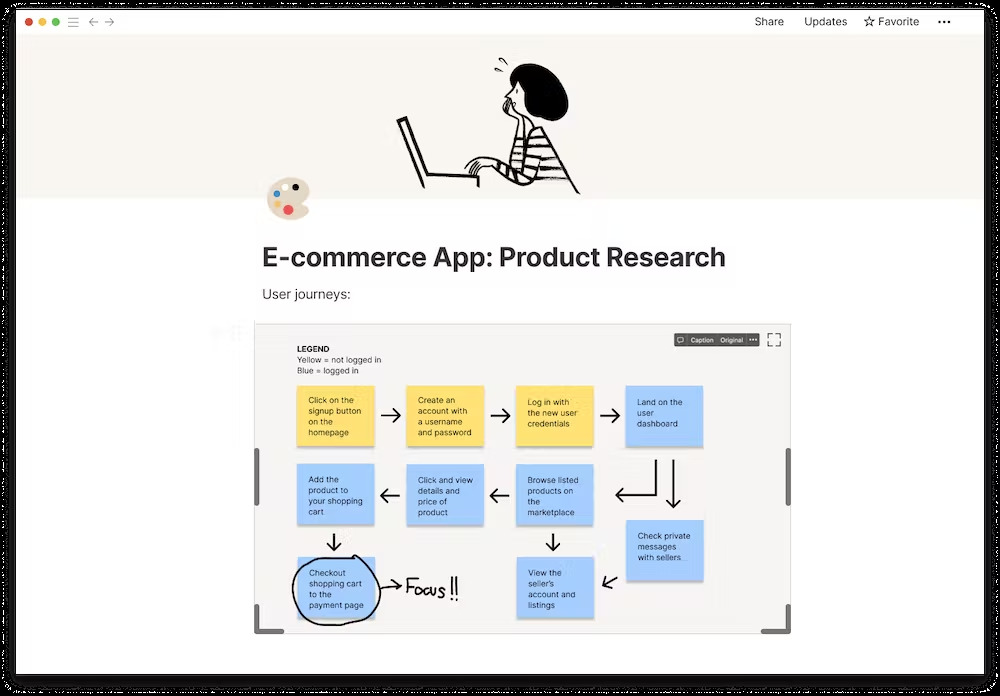 Share Updates Favorite
E-commerce App: Product Research
User journeys:
Caption Original
LEGEND
Yellow = not logged in
Blue = logged in
Click on the
signup button
on the
homepage
Create an
account with
a username
and password
Log in with
the new user
credentials
Land on the
user
dashboard
Add the
product to
your shopping
cart
Click and view
details and
price of
product
Browse listed
products on
the
marketplace
Check private
messages
with sellers
Checkout
shopping cart
to the
payment page
Focus!!
View the
seller's
account and
listings